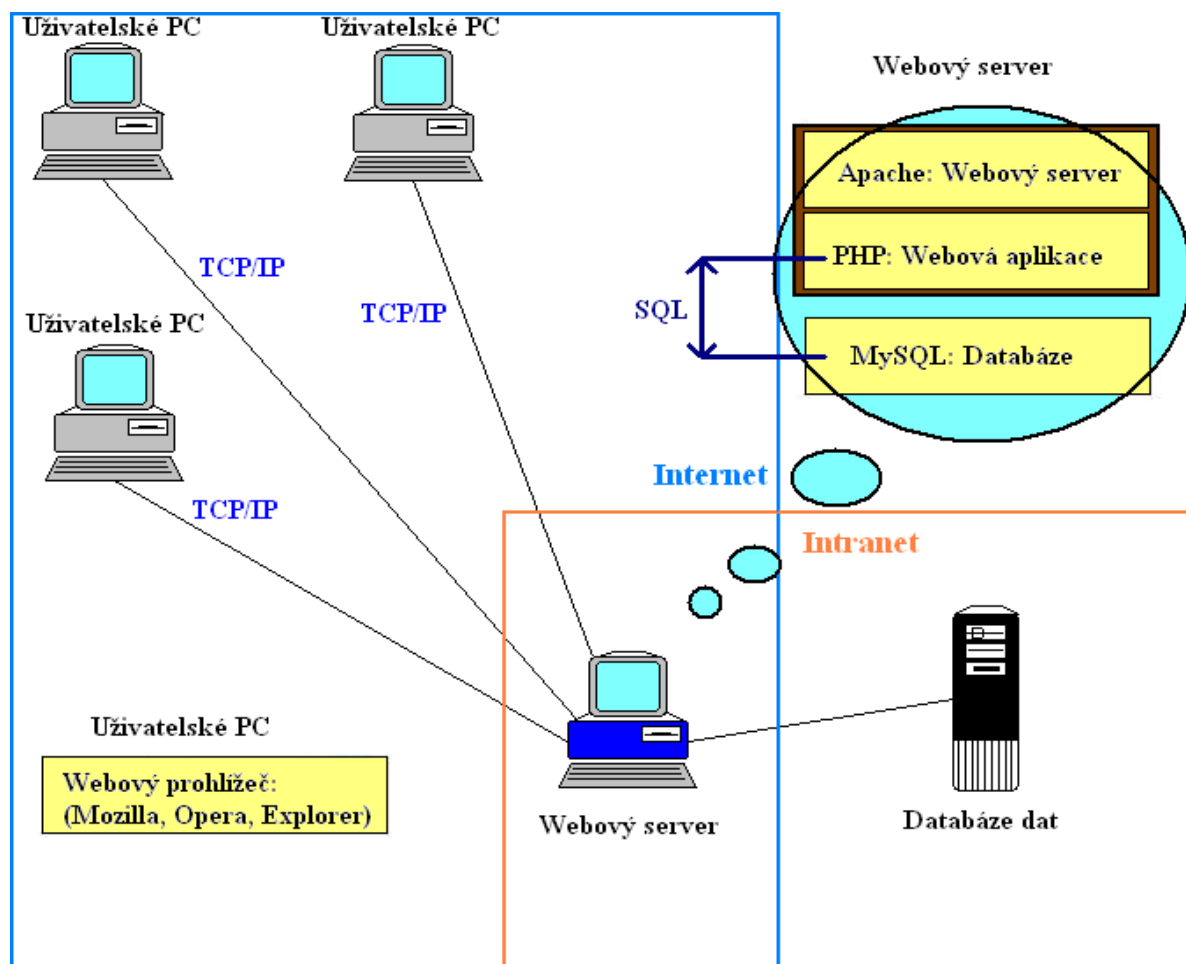 Uživatelské PC
Uživatelské PC
Webový server
Apache: Webový server
PHP: Webová aplikace
SQL
MySQL: Databáze
TCP/IP
TCP/IP
Uživatelské PC
TCP/IP
Internet
Intranet
Uživatelské PC
Webový prohlížeč:
(Mozilla, Opera, Explorer)
Webový server
Databáze dat